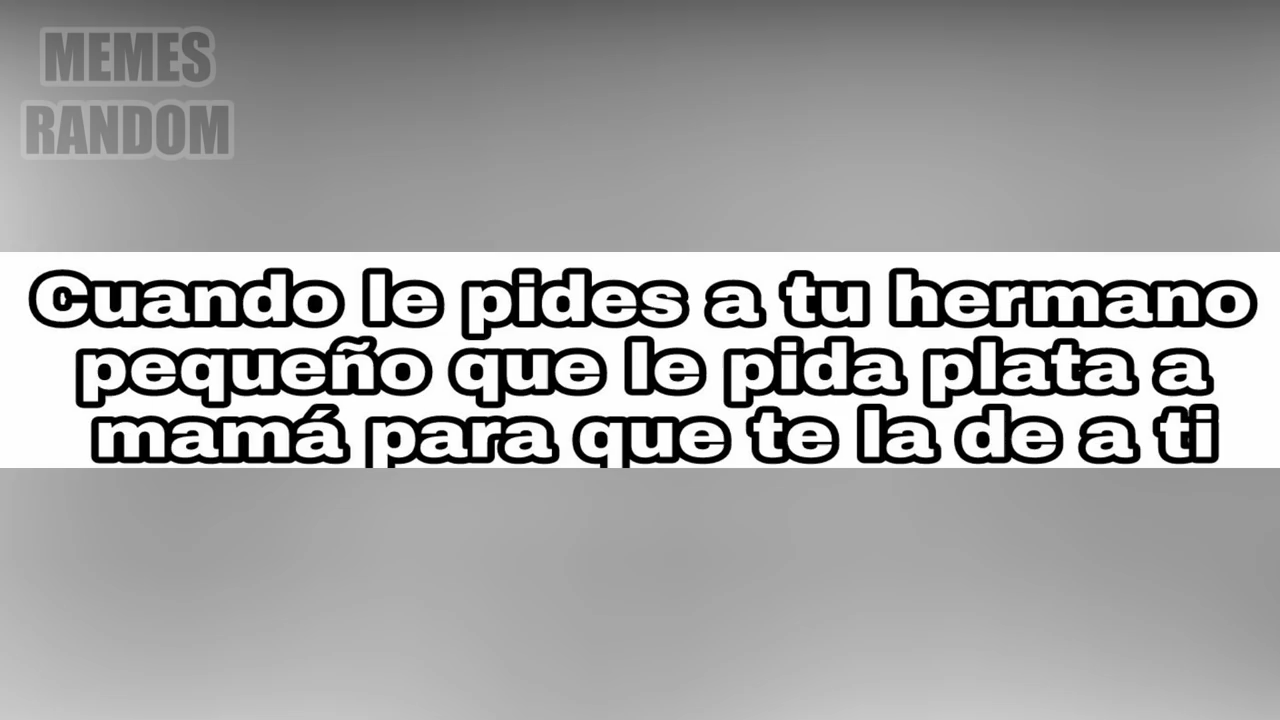 MEMES
RANDOM
Cuando le pides a tu hermano
pequeño que le pida plata a
mamá para que te la de a ti